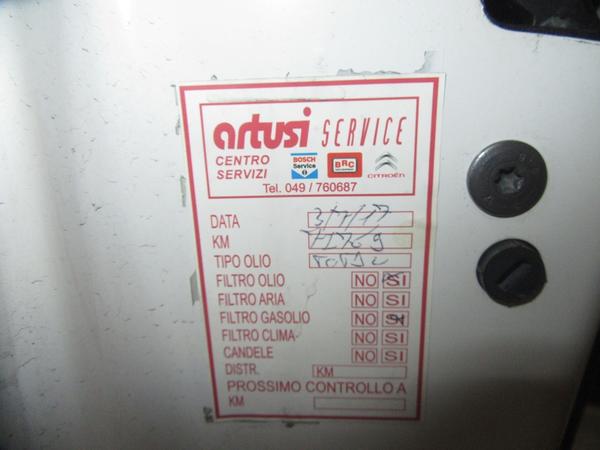 artusi SERVICE
CENTRO SERVIZI BOSCH Service BRC CITROËN
Tel. 049 / 760687
DATA
KM
TIPO OLIO
FILTRO OLIO NO SI
FILTRO ARIA NO SI
FILTRO GASOLIO NO SI
FILTRO CLIMA NO SI
CANDELE NO SI
DISTR. KM
PROSSIMO CONTROLLO A
KM